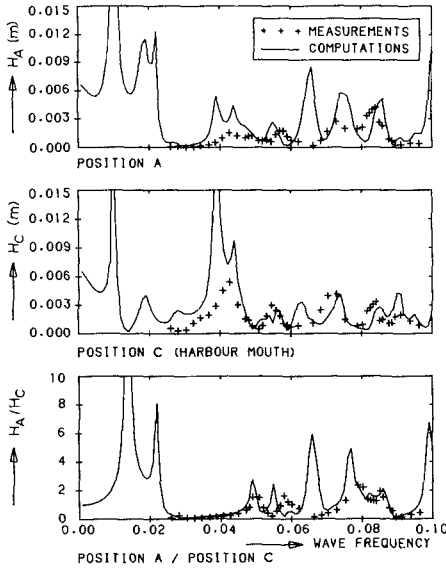 0.015
0.012
0.009
0.006
0.003
0.000
H_A (m)
+ + + MEASUREMENTS
COMPUTATIONS
POSITION A
0.015
0.012
0.009
0.006
0.003
0.000
H_C (m)
POSITION C (HARBOUR MOUTH)
10
8
6
4
2
0
H_A/H_C
0.00 0.02 0.04 0.06 0.08 0.10
WAVE FREQUENCY
POSITION A / POSITION C